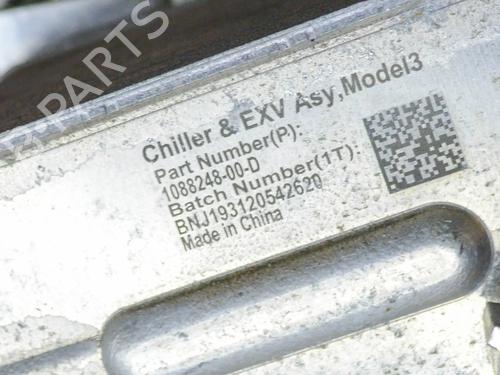 Chiller & EXV Asy,Model3
Part Number(P):
1088248-00-D
Batch Number(1T):
BNJ193120542620
Made in China
PARTS